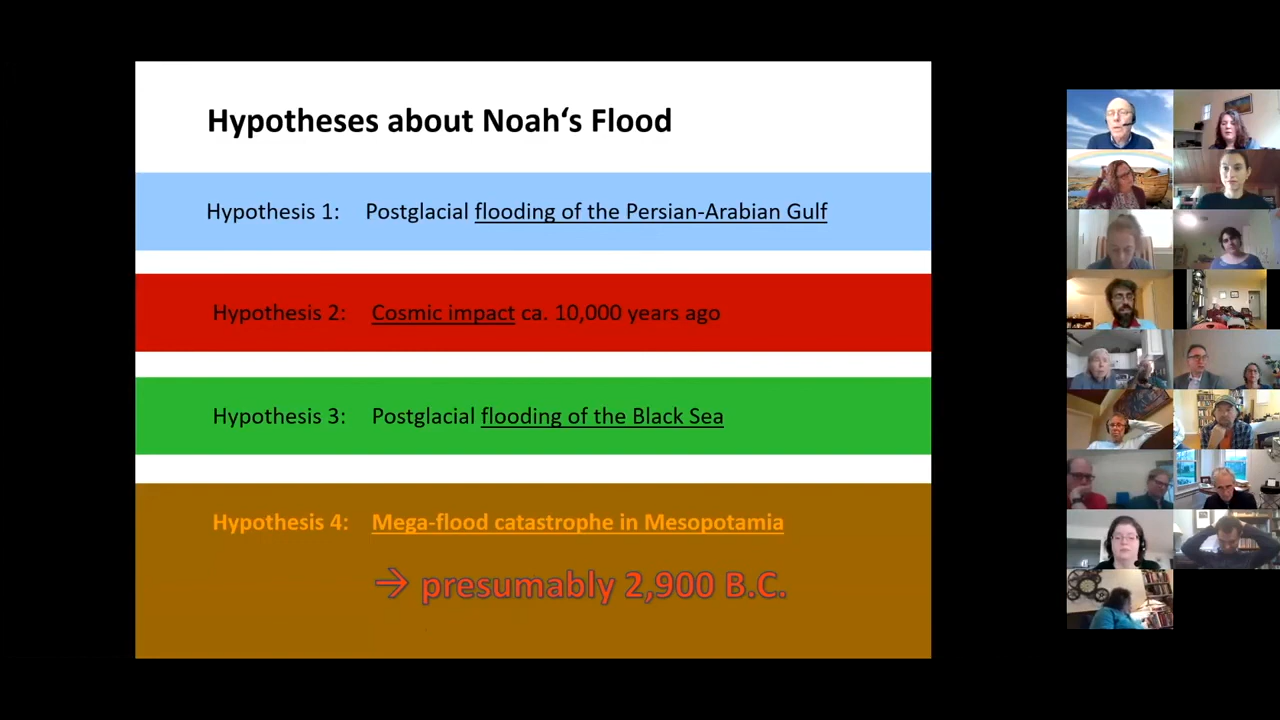 Hypotheses about Noah‘s Flood
Hypothesis 1: Postglacial flooding of the Persian-Arabian Gulf
Hypothesis 2: Cosmic impact ca. 10,000 years ago
Hypothesis 3: Postglacial flooding of the Black Sea
Hypothesis 4: Mega-flood catastrophe in Mesopotamia
→ presumably 2,900 B.C.